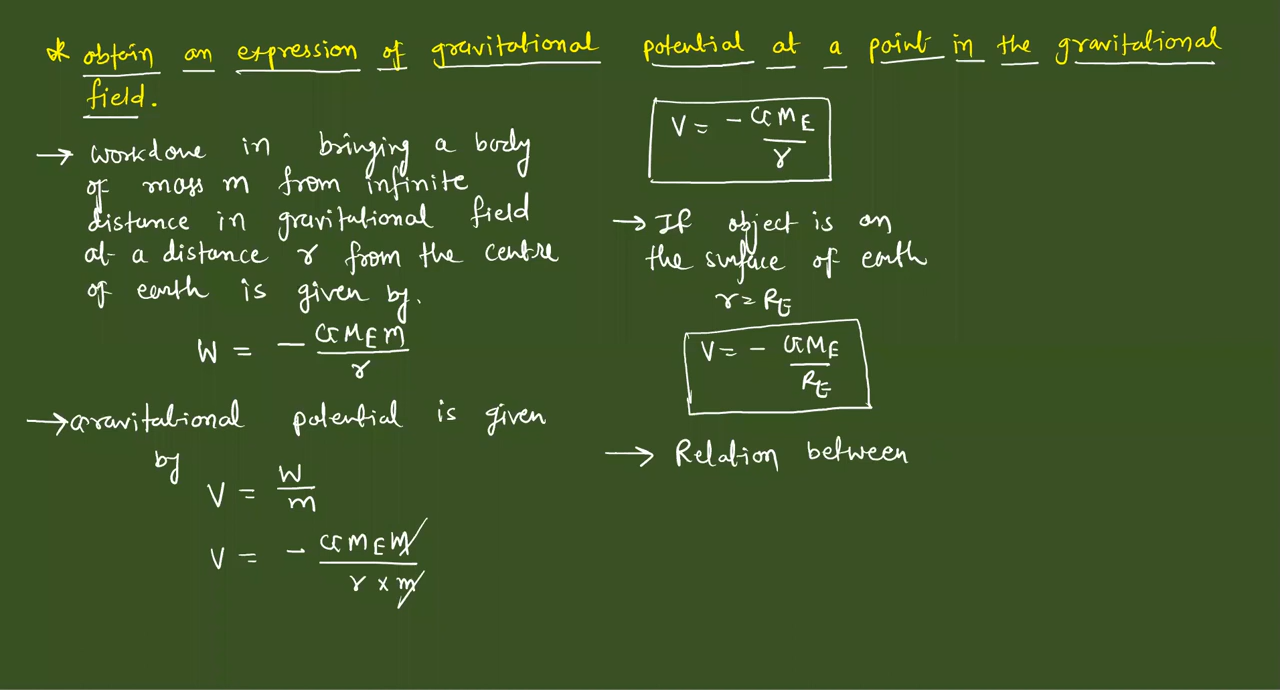 * obtain an expression of gravitational potential at a point in the gravitational
field.
→ workdone in bringing a body
of mass m from infinite
distance in gravitational field
at a distance r from the centre
of earth is given by.
W = - GMEm/r
→ Gravitational potential is given
by
V = W/m
V = - GMEm/r × m
V = - GME/r
→ If object is on
the surface of earth
r = RE
V = - GME/RE
→ Relation between